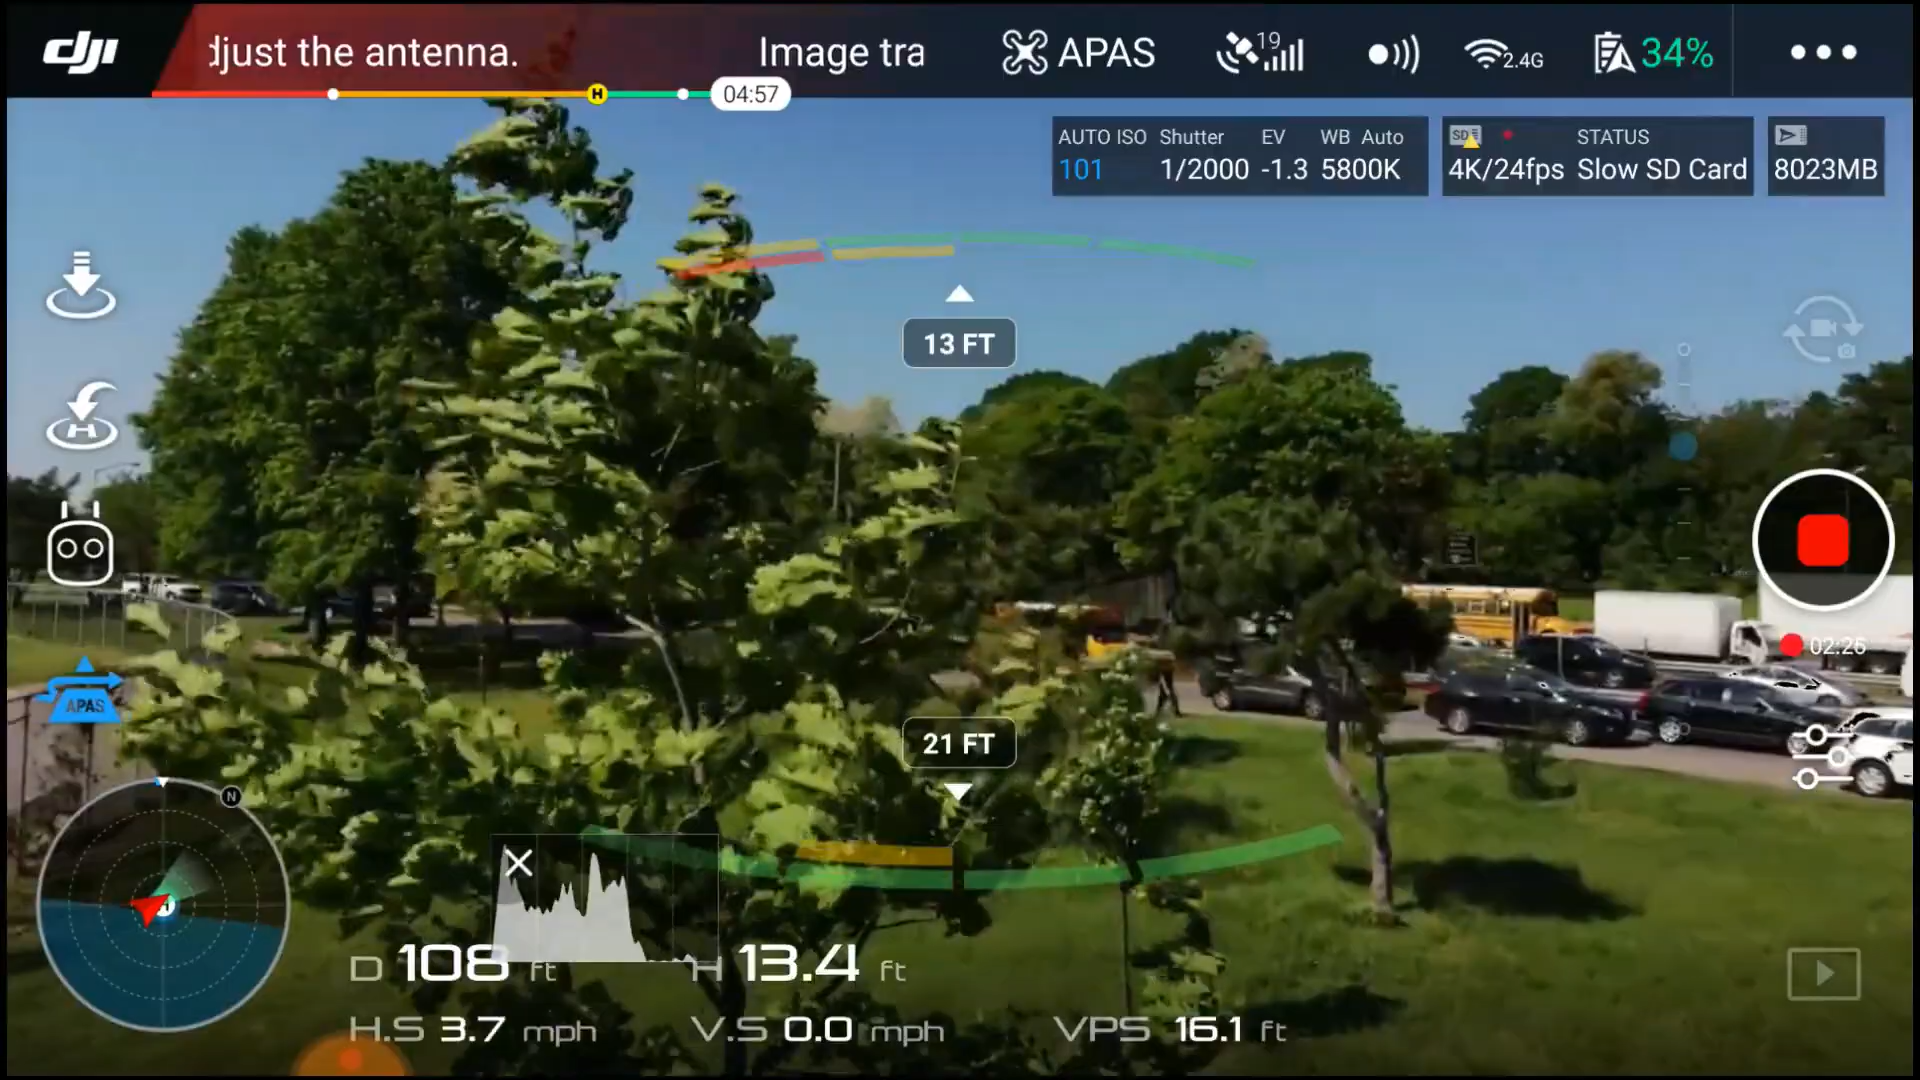 dji djust the antenna. Image tra APAS 19 2.4G 34%
H 04:57
AUTO ISO Shutter EV WB Auto SD STATUS
101 1/2000 -1.3 5800K 4K/24fps Slow SD Card 8023MB
13 FT
H
02:26
APAS
21 FT
N
H
D 108 ft H 13.4 ft
H.S 3.7 mph V.S 0.0 mph VPS 16.1 ft